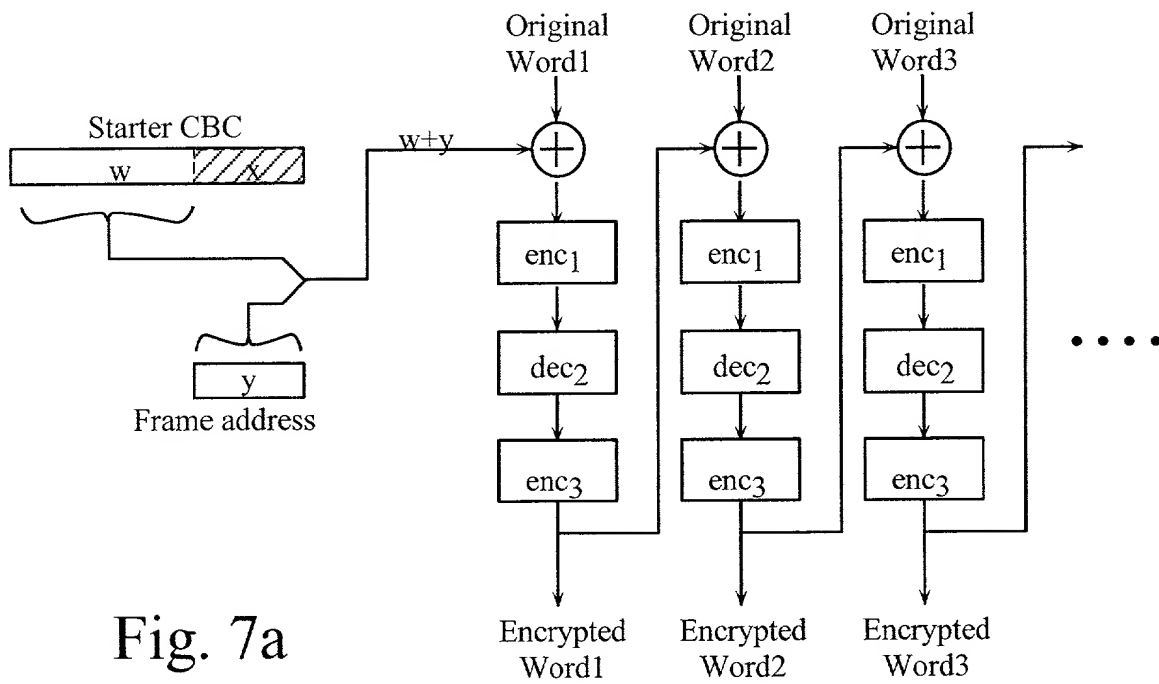 Original
Word1
Original
Word2
Original
Word3
Starter CBC
w
x
w+y
y
Frame address
enc1
enc1
enc1
dec2
dec2
dec2
enc3
enc3
enc3
Encrypted
Word1
Encrypted
Word2
Encrypted
Word3
Fig. 7a